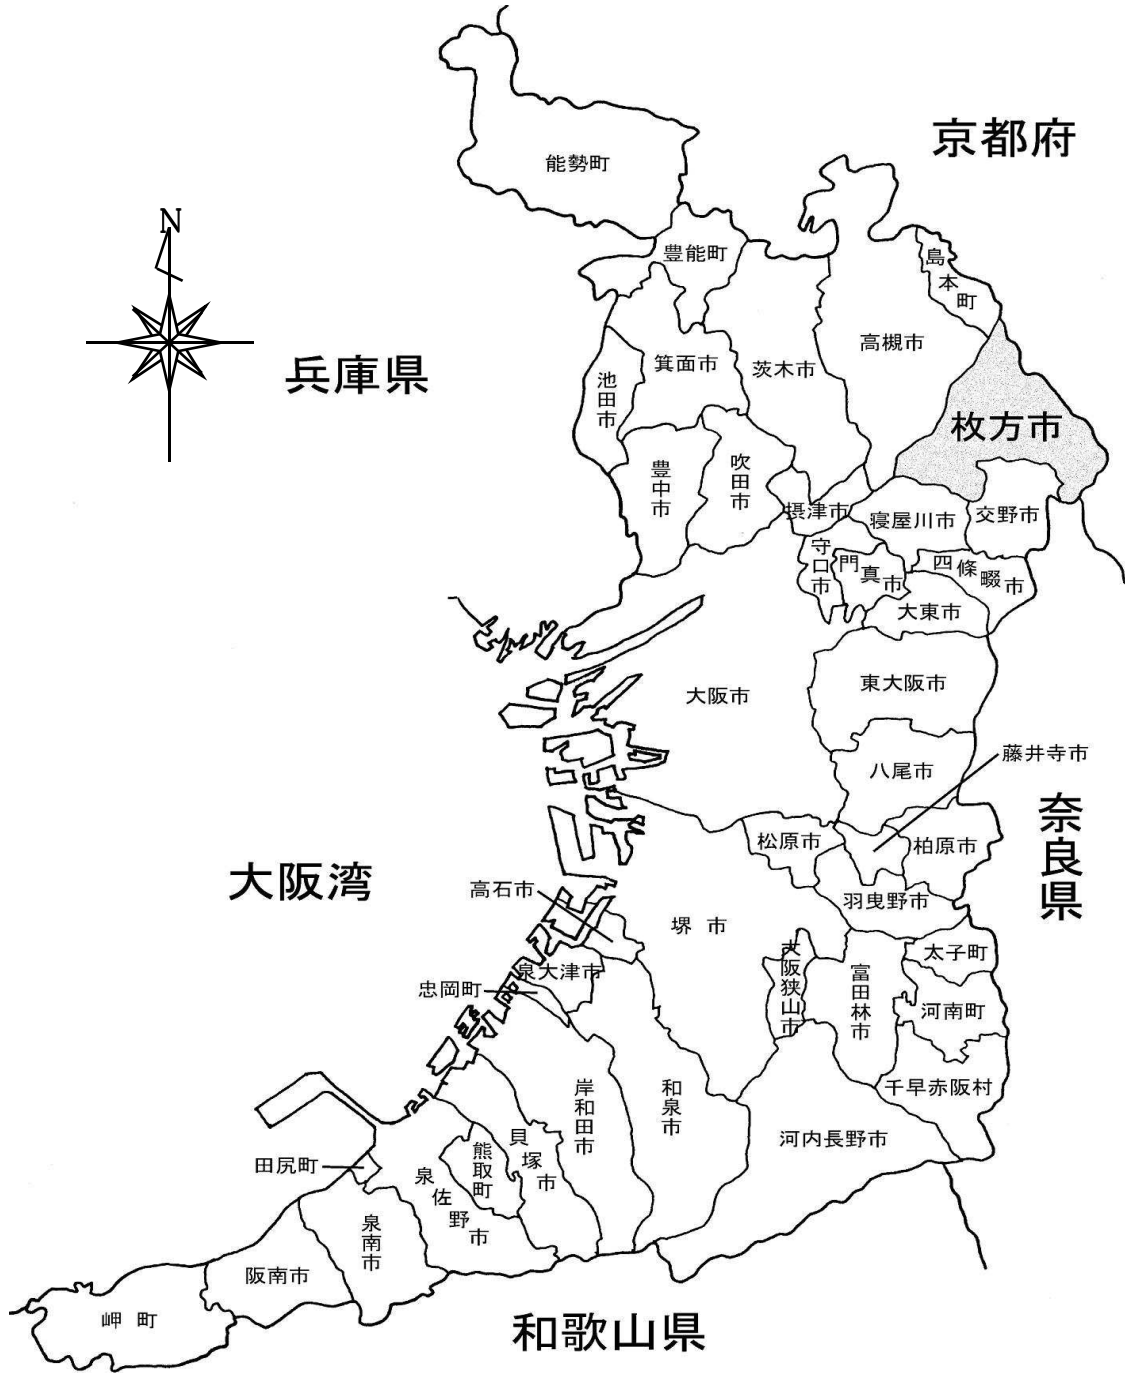 京都府
能勢町
N
豊能町
島本町
高槻市
箕面市
茨木市
兵庫県
池田市
枚方市
豊中市
吹田市
摂津市
寝屋川市
交野市
守口市
門真市
四條畷市
大東市
大阪市
東大阪市
藤井寺市
八尾市
奈良県
松原市
柏原市
大阪湾
高石市
羽曳野市
堺市
太子町
大阪狭山市
富田林市
泉大津市
忠岡町
河南町
千早赤阪村
岸和田市
和泉市
河内長野市
貝塚市
熊取町
田尻町
泉佐野市
泉南市
阪南市
岬町
和歌山県